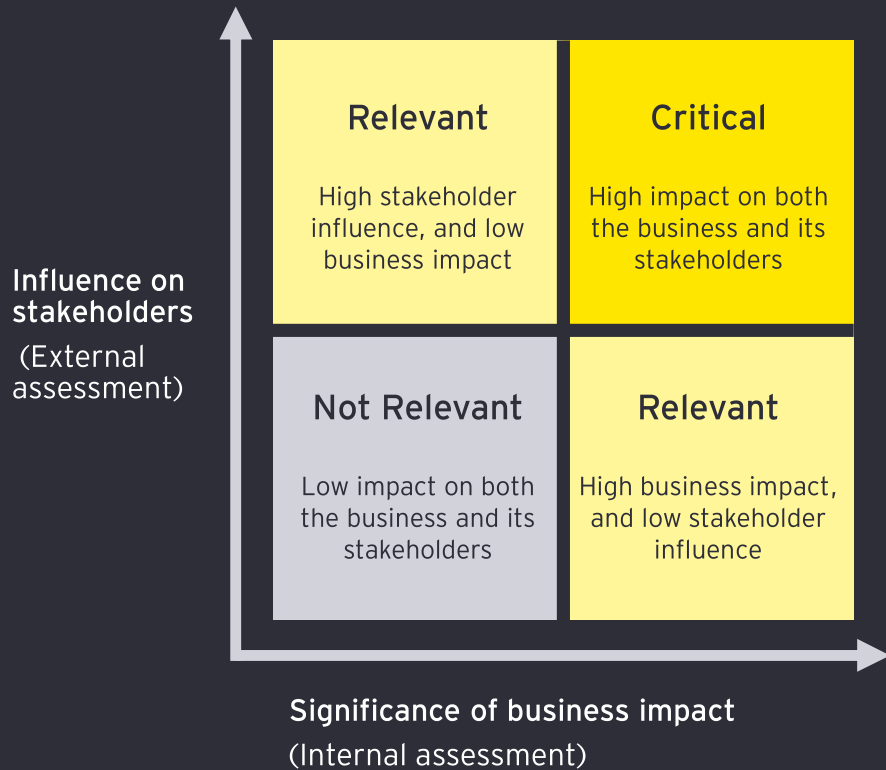 Relevant
High stakeholder
influence, and low
business impact
Critical
High impact on both
the business and its
stakeholders
Influence on
stakeholders
(External
assessment)
Not Relevant
Low impact on both
the business and its
stakeholders
Relevant
High business impact,
and low stakeholder
influence
Significance of business impact
(Internal assessment)